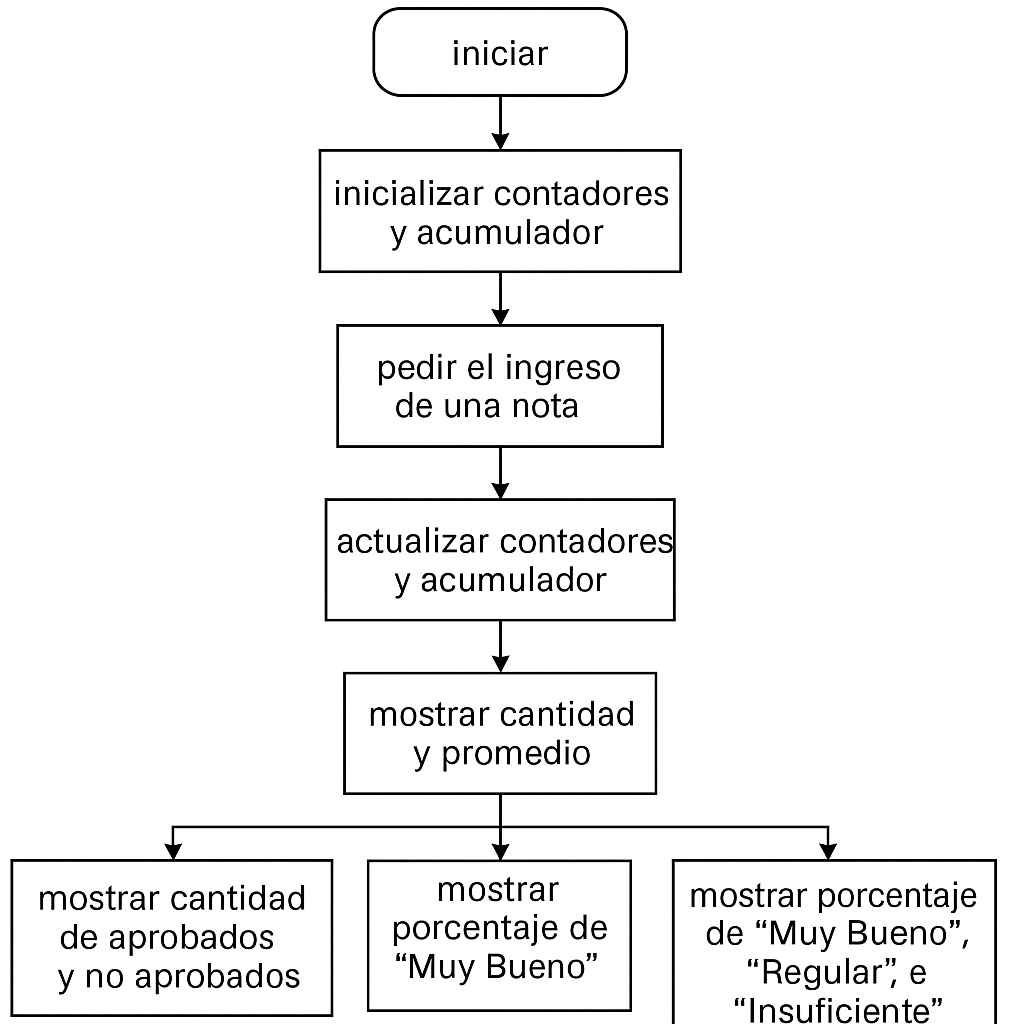 iniciar
inicializar contadores
y acumulador
pedir el ingreso
de una nota
actualizar contadores
y acumulador
mostrar cantidad
y promedio
mostrar cantidad
de aprobados
y no aprobados
mostrar
porcentaje de
“Muy Bueno”
mostrar porcentaje
de “Muy Bueno”,
“Regular”, e
“Insuficiente”